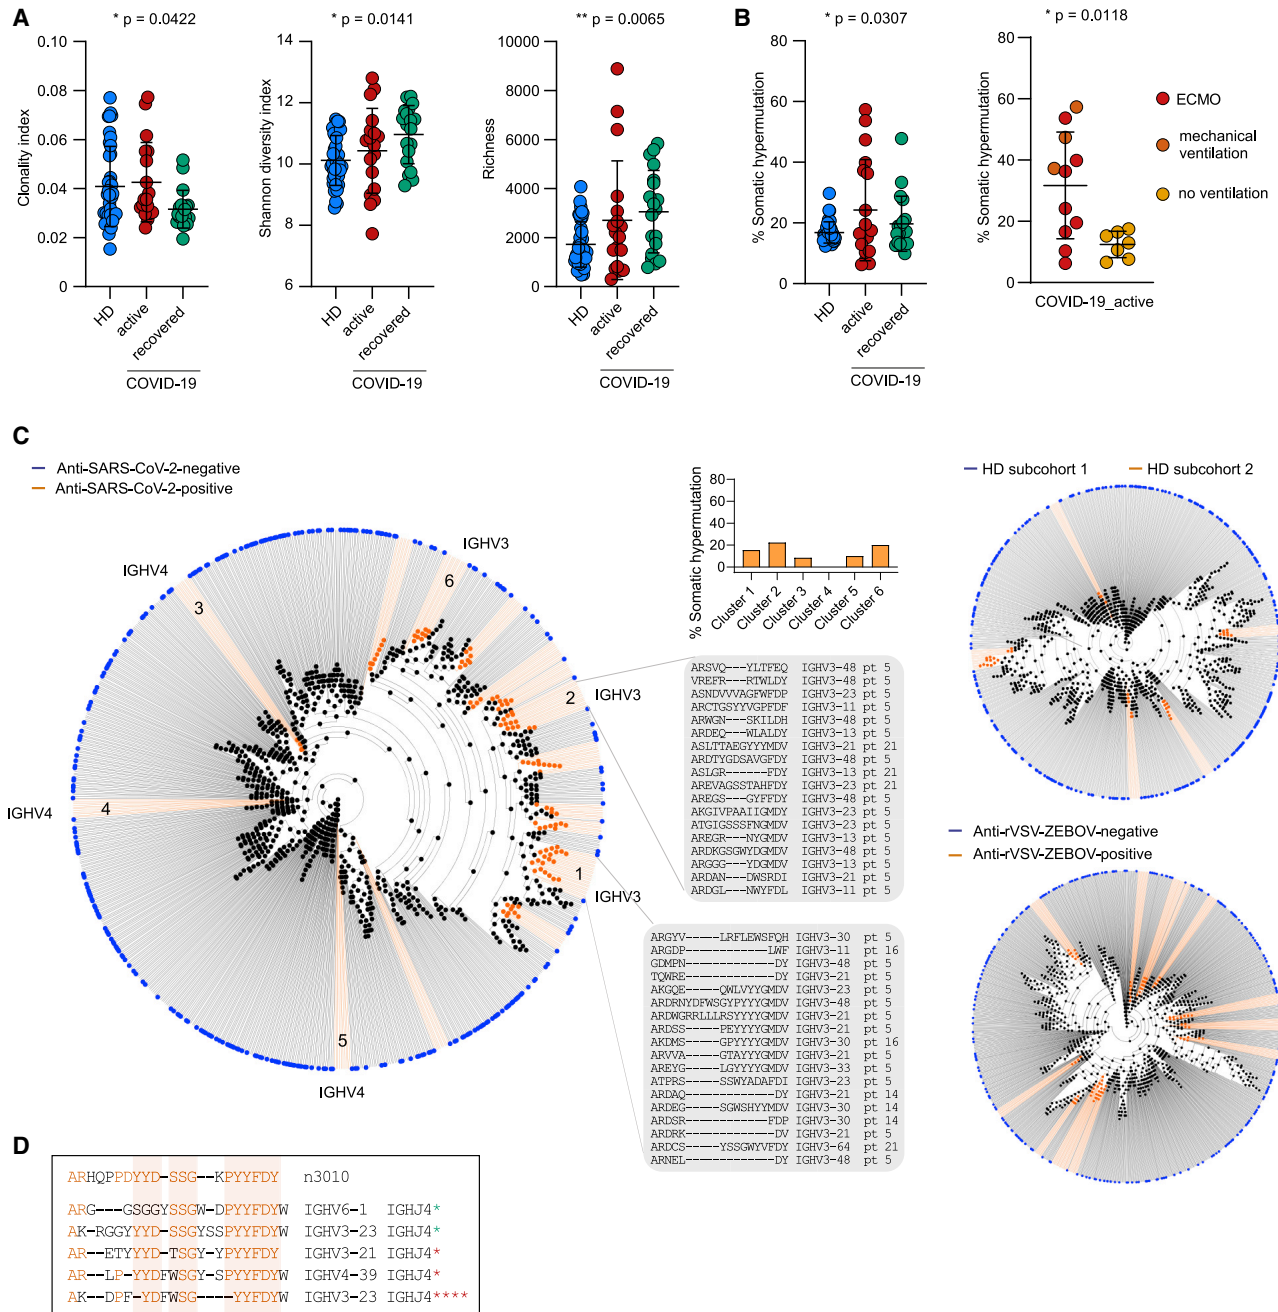 A
* p = 0.0422
Clonality index
0.10
0.08
0.06
0.04
0.02
0
HD
active
recovered
COVID-19
* p = 0.0141
Shannon diversity index
14
12
10
8
6
HD
active
recovered
COVID-19
** p = 0.0065
Richness
10000
8000
6000
4000
2000
0
HD
active
recovered
COVID-19
B
* p = 0.0307
% Somatic hypermutation
80
60
40
20
0
HD
active
recovered
COVID-19
* p = 0.0118
% Somatic hypermutation
80
60
40
20
0
COVID-19_active
ECMO
mechanical
ventilation
no ventilation
C
Anti-SARS-CoV-2-negative
Anti-SARS-CoV-2-positive
IGHV3
IGHV4
6
3
2
IGHV3
4
IGHV4
1
IGHV3
5
IGHV4
% Somatic hypermutation
80
60
40
20
0
Cluster 1
Cluster 2
Cluster 3
Cluster 4
Cluster 5
Cluster 6
ARSVQ---YLTFEQ IGHV3-48 pt 5
VREFR---RTWLDY IGHV3-48 pt 5
ASNDVVVAGFWFDP IGHV3-23 pt 5
ARCTGSYYVGPFDF IGHV3-11 pt 5
ARWGN---SKILDH IGHV3-48 pt 5
ARDEQ---WLALDY IGHV3-13 pt 5
ASLTTAEGYYYMDV IGHV3-21 pt 21
ARDTYGDSAVGFDY IGHV3-48 pt 5
ASLGR-------FDY IGHV3-13 pt 21
AREVAGSSTAHFDY IGHV3-23 pt 21
AREGS---GYFFDY IGHV3-48 pt 5
AKGIVPAAIIGMDY IGHV3-23 pt 5
ATGIGSSSFNGMDV IGHV3-23 pt 5
AREGR---NYGMDV IGHV3-13 pt 5
ARDKGSGWYDGMDV IGHV3-48 pt 5
ARGGG---YDGMDV IGHV3-13 pt 5
ARDAN---DWSRDI IGHV3-21 pt 5
ARDGL---NWYFDL IGHV3-11 pt 5
ARGYV-----LRFLEWSFQH IGHV3-30 pt 5
ARGDP------------LWF IGHV3-11 pt 16
GDMPN-------------DY IGHV3-48 pt 5
TQWRE-------------DY IGHV3-21 pt 5
AKGQE-----QWLVYYGMDV IGHV3-23 pt 5
ARDRNYDFWSGYPYYYGMDV IGHV3-48 pt 5
ARDWGRRLLLRSYYYYGMDV IGHV3-21 pt 5
ARDSS-----PEYYYYGMDV IGHV3-21 pt 5
AKDMS-----GPYYYYGMDV IGHV3-30 pt 16
ARVVA-----GTAYYYGMDV IGHV3-21 pt 5
AREYG-----LGYYYYGMDV IGHV3-33 pt 5
ATPRS-----SSWYADAFDI IGHV3-23 pt 5
ARDAQ-------------DY IGHV3-21 pt 14
ARDEG-----SGWSHYYMDV IGHV3-30 pt 14
ARDSR------------FDP IGHV3-30 pt 14
ARDRK-------------DV IGHV3-21 pt 5
ARDCS-----YSSGWYVFDY IGHV3-64 pt 21
ARNEL-------------DY IGHV3-48 pt 5
HD subcohort 1
HD subcohort 2
Anti-rVSV-ZEBOV-negative
Anti-rVSV-ZEBOV-positive
D
ARHQPPDYYD-SSG--KPYYFDY n3010
ARG---GSGGYSSGW-DPYYFDYW IGHV6-1 IGHJ4*
AK-RGGYYYD-SSGYSSPYYFDYW IGHV3-23 IGHJ4*
AR--ETYYYD-TSGY-YPYYFDY IGHV3-21 IGHJ4*
AR--LP-YYDFWSGY-SPYYFDYW IGHV4-39 IGHJ4*
AK--DPF-YDFWSG----YYFDYW IGHV3-23 IGHJ4****